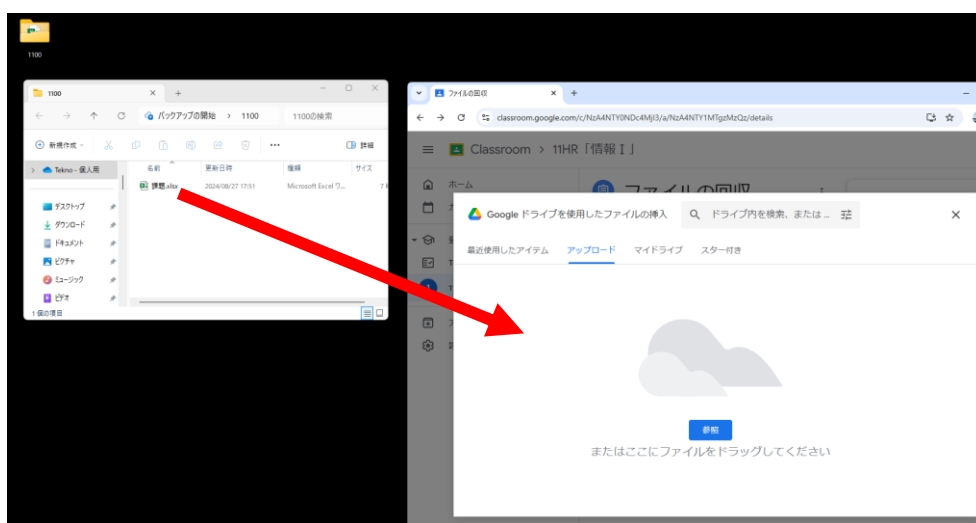 1100
1100
バックアップの開始 > 1100
1100の検索
新規作成
詳細
Tekno - 個人用
名前
更新日時
種類
サイズ
課題.xlsx
2024/08/27 17:51
Microsoft Excel ワ...
デスクトップ
ダウンロード
ドキュメント
ピクチャ
ミュージック
ビデオ
1 個の項目
ファイルの回収
Classroom > 11HR「情報Ⅰ」
ホーム
ファイルの回収
Google ドライブを使用したファイルの挿入
ドライブ内を検索、または ...
最近使用したアイテム
アップロード
マイドライブ
スター付き
参照
またはここにファイルをドラッグしてください